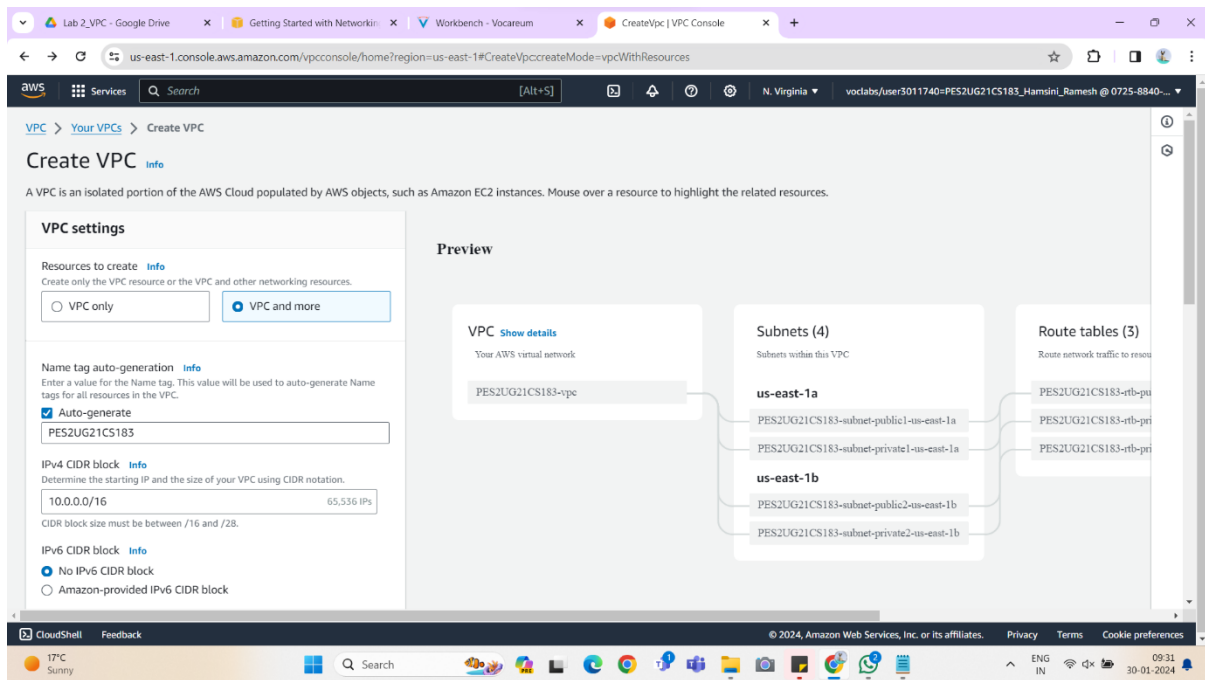 Lab 2_VPC - Google Drive
Getting Started with Networkin
Workbench - Vocareum
CreateVpc | VPC Console
us-east-1.console.aws.amazon.com/vpcconsole/home?region=us-east-1#CreateVpc:createMode=vpcWithResources
aws
Services
Search
[Alt+S]
N. Virginia
voclabs/user3011740=PES2UG21CS183_Hamsini_Ramesh @ 0725-8840-...
VPC > Your VPCs > Create VPC
Create VPC Info
A VPC is an isolated portion of the AWS Cloud populated by AWS objects, such as Amazon EC2 instances. Mouse over a resource to highlight the related resources.
VPC settings
Resources to create Info
Create only the VPC resource or the VPC and other networking resources.
VPC only
VPC and more
Name tag auto-generation Info
Enter a value for the Name tag. This value will be used to auto-generate Name
tags for all resources in the VPC.
Auto-generate
PES2UG21CS183
IPv4 CIDR block Info
Determine the starting IP and the size of your VPC using CIDR notation.
10.0.0.0/16
65,536 IPs
CIDR block size must be between /16 and /28.
IPv6 CIDR block Info
No IPv6 CIDR block
Amazon-provided IPv6 CIDR block
Preview
VPC Show details
Your AWS virtual network
PES2UG21CS183-vpc
Subnets (4)
Subnets within this VPC
us-east-1a
PES2UG21CS183-subnet-public1-us-east-1a
PES2UG21CS183-subnet-private1-us-east-1a
us-east-1b
PES2UG21CS183-subnet-public2-us-east-1b
PES2UG21CS183-subnet-private2-us-east-1b
Route tables (3)
Route network traffic to resou
PES2UG21CS183-rtb-pu
PES2UG21CS183-rtb-pri
PES2UG21CS183-rtb-pri
CloudShell
Feedback
© 2024, Amazon Web Services, Inc. or its affiliates.
Privacy
Terms
Cookie preferences
17°C
Sunny
Search
ENG
IN
09:31
30-01-2024